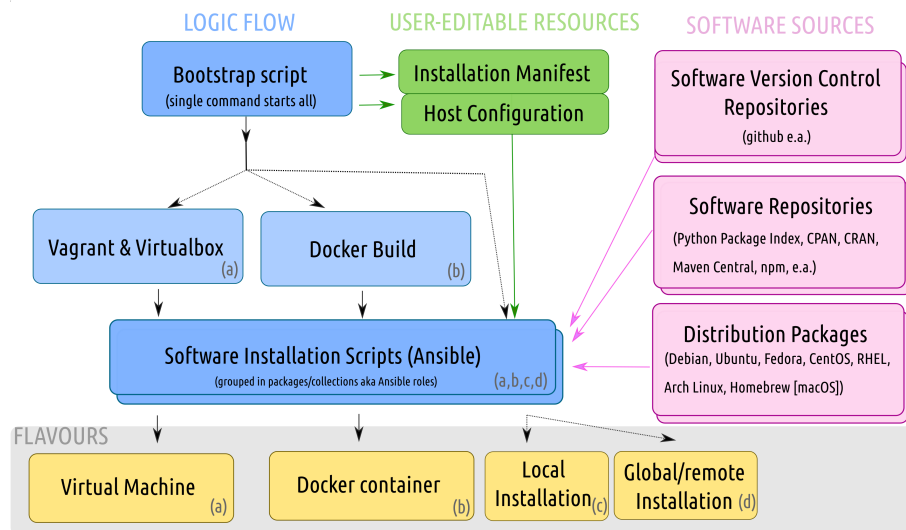 LOGIC FLOW
USER-EDITABLE RESOURCES
SOFTWARE SOURCES
Bootstrap script
(single command starts all)
Installation Manifest
Host Configuration
Software Version Control
Repositories
(github e.a.)
Software Repositories
(Python Package Index, CPAN, CRAN,
Maven Central, npm, e.a.)
Vagrant & Virtualbox
(a)
Docker Build
(b)
Distribution Packages
(Debian, Ubuntu, Fedora, CentOS, RHEL,
Arch Linux, Homebrew [macOS])
Software Installation Scripts (Ansible)
(grouped in packages/collections aka Ansible roles)
(a,b,c,d)
FLAVOURS
Virtual Machine
(a)
Docker container
(b)
Local
Installation
(c)
Global/remote
Installation
(d)